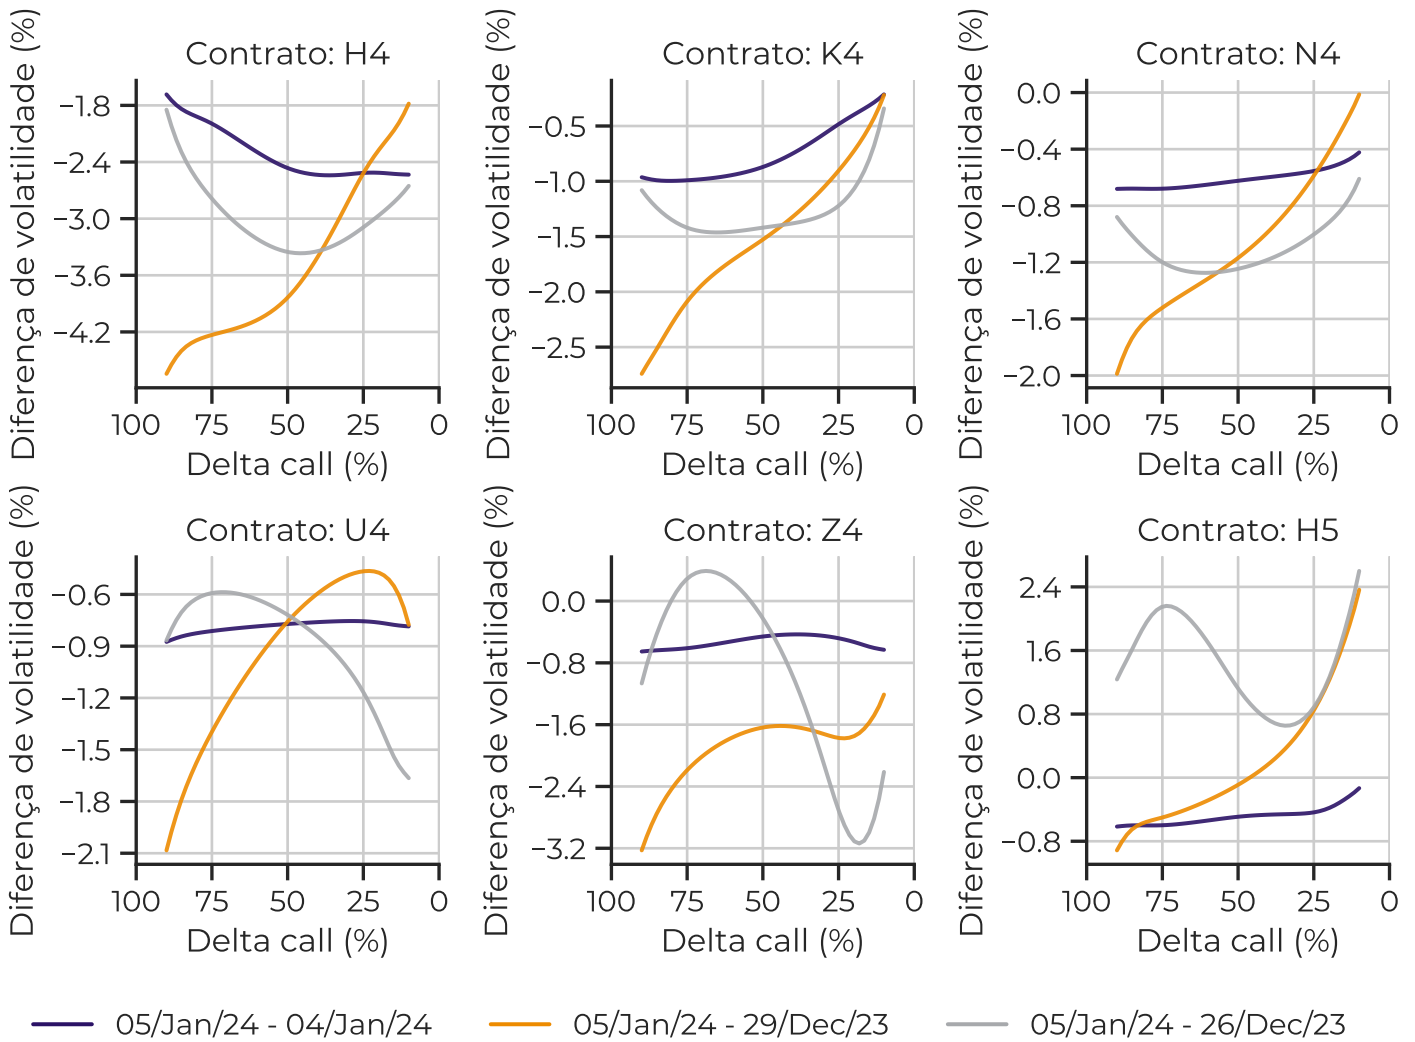 Contrato: H4
Diferença de volatilidade (%)
−1.8
−2.4
−3.0
−3.6
−4.2
100 75 50 25 0
Delta call (%)
Contrato: K4
Diferença de volatilidade (%)
−0.5
−1.0
−1.5
−2.0
−2.5
100 75 50 25 0
Delta call (%)
Contrato: N4
Diferença de volatilidade (%)
0.0
−0.4
−0.8
−1.2
−1.6
−2.0
100 75 50 25 0
Delta call (%)
Contrato: U4
Diferença de volatilidade (%)
−0.6
−0.9
−1.2
−1.5
−1.8
−2.1
100 75 50 25 0
Delta call (%)
Contrato: Z4
Diferença de volatilidade (%)
0.0
−0.8
−1.6
−2.4
−3.2
100 75 50 25 0
Delta call (%)
Contrato: H5
Diferença de volatilidade (%)
2.4
1.6
0.8
0.0
−0.8
100 75 50 25 0
Delta call (%)
05/Jan/24 - 04/Jan/24
05/Jan/24 - 29/Dec/23
05/Jan/24 - 26/Dec/23